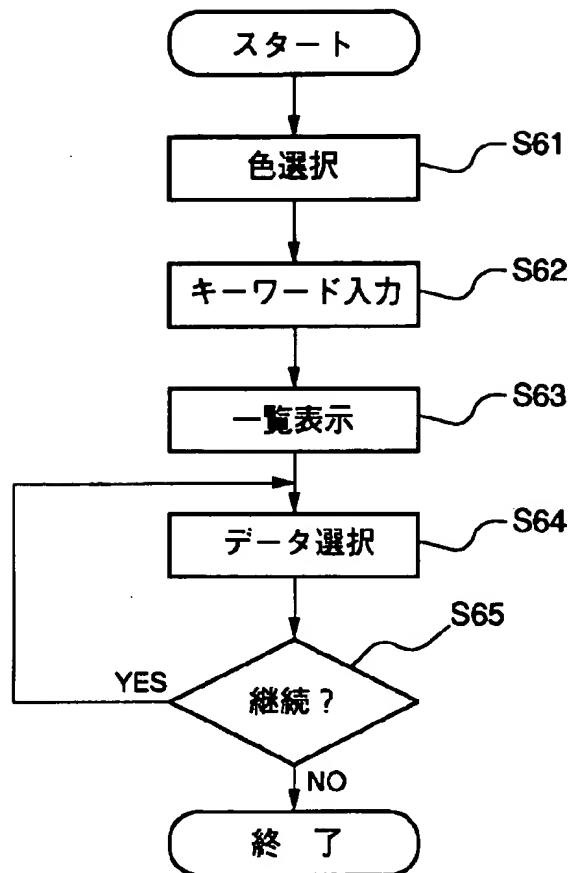 スタート
色選択
S61
キーワード入力
S62
一覧表示
S63
データ選択
S64
S65
継続?
YES
NO
終 了